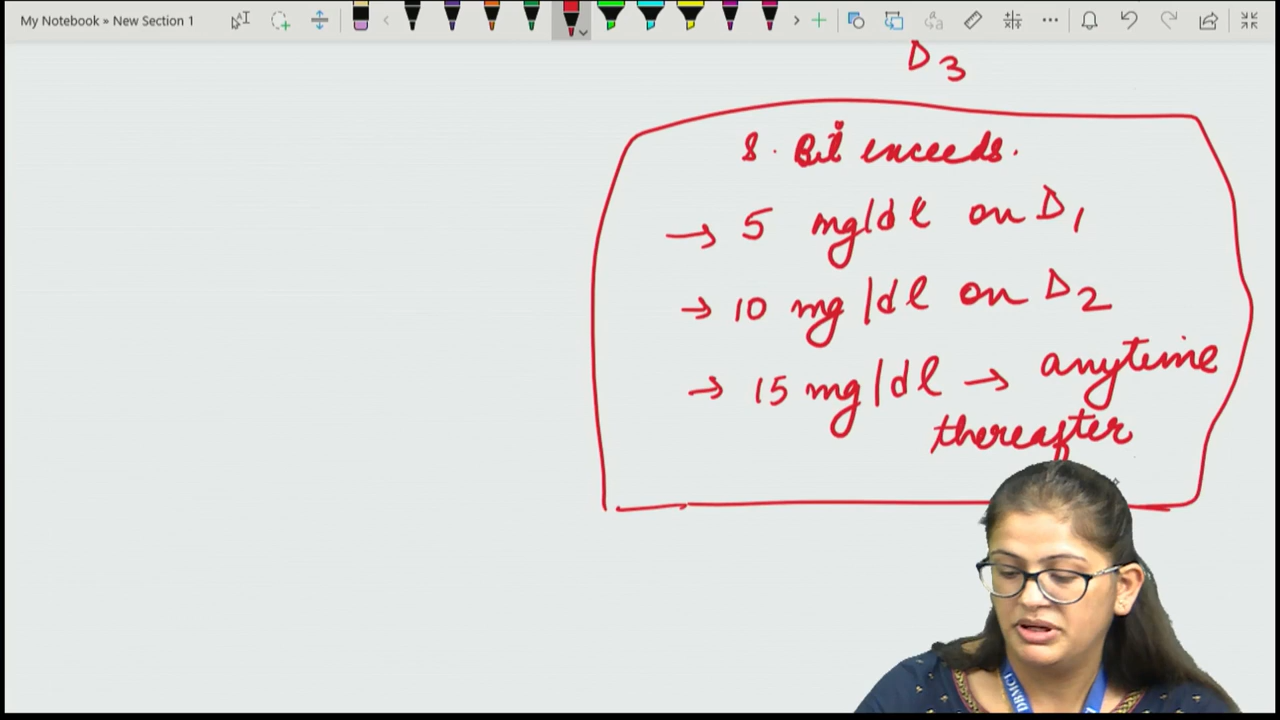 My Notebook » New Section 1
D3
S. Bil exceeds.
→ 5 mg/dl on D1
→ 10 mg/dl on D2
→ 15 mg/dl → anytime
thereafter
DBMCI